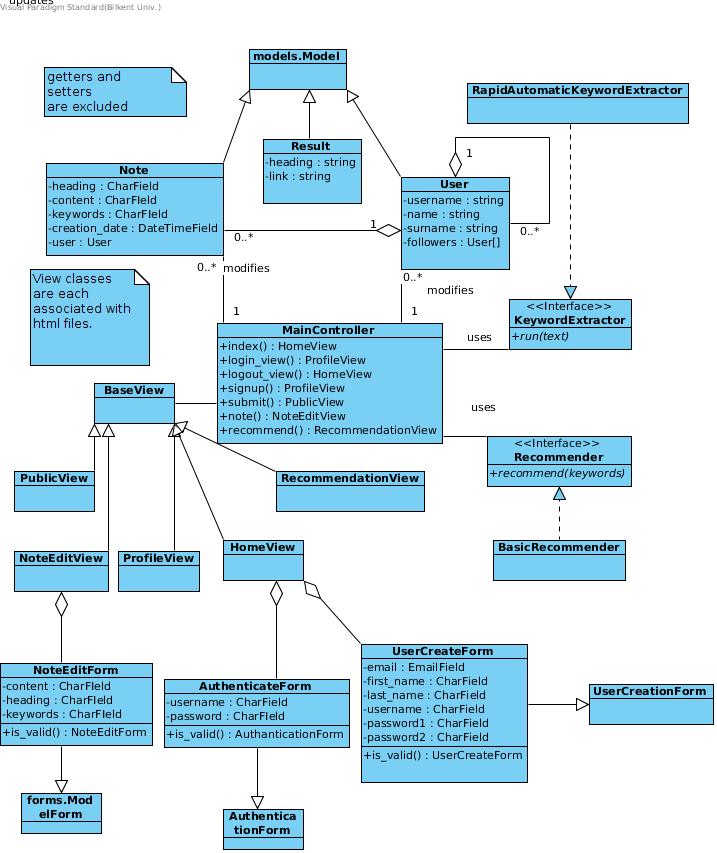 updates
Visual Paradigm Standard(Bilkent Univ.)
models.Model
getters and
setters
are excluded
RapidAutomaticKeywordExtractor
Result
-heading : string
-link : string
1
Note
-heading : CharField
-content : CharField
-keywords : CharFIeld
-creation_date : DateTimeField
-user : User
User
-username : string
-name : string
-surname : string
-followers : User[]
1
0..*
0..*
0..* modifies
0..*
modifies
View classes
are each
associated with
html files.
1
1
<<Interface>>
KeywordExtractor
+run(text)
MainController
+index() : HomeView
+login_view() : ProfileView
+logout_view() : HomeView
+signup() : ProfileView
+submit() : PublicView
+note() : NoteEditView
+recommend() : RecommendationView
uses
BaseView
uses
<<Interface>>
Recommender
+recommend(keywords)
PublicView
RecommendationView
NoteEditView
ProfileView
HomeView
BasicRecommender
NoteEditForm
-content : CharFIeld
-heading : CharFIeld
-keywords : CharFIeld
+is_valid() : NoteEditForm
AuthenticateForm
-username : CharField
-password : CharField
+is_valid() : AuthanticationForm
UserCreateForm
-email : EmailField
-first_name : CharField
-last_name : CharField
-username : CharField
-password1 : CharField
-password2 : CharField
+is_valid() : UserCreateForm
UserCreationForm
forms.Mod
elForm
Authentica
tionForm